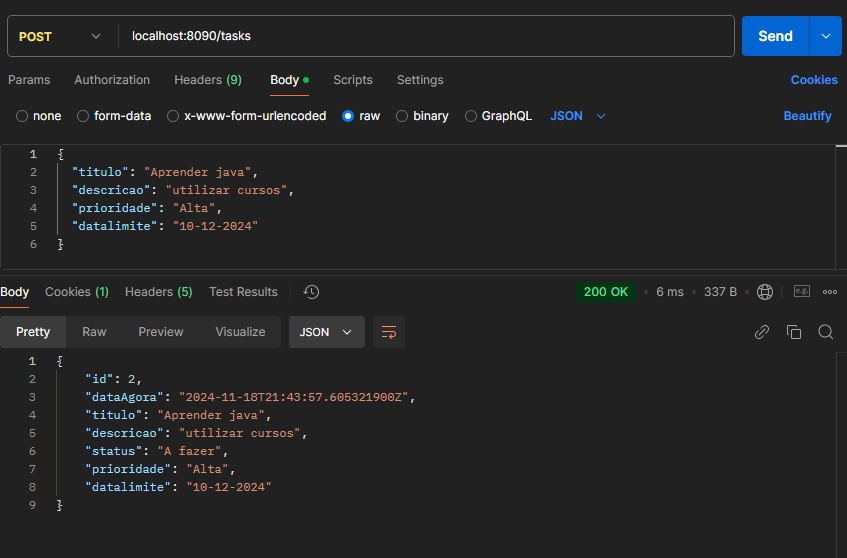 POST localhost:8090/tasks Send
Params Authorization Headers (9) Body Scripts Settings Cookies
none form-data x-www-form-urlencoded raw binary GraphQL JSON Beautify
1 {
2 "titulo": "Aprender java",
3 "descricao": "utilizar cursos",
4 "prioridade": "Alta",
5 "datalimite": "10-12-2024"
6 }
Body Cookies (1) Headers (5) Test Results 200 OK • 6 ms • 337 B • e.g.
Pretty Raw Preview Visualize JSON
1 {
2 "id": 2,
3 "dataAgora": "2024-11-18T21:43:57.605321900Z",
4 "titulo": "Aprender java",
5 "descricao": "utilizar cursos",
6 "status": "A fazer",
7 "prioridade": "Alta",
8 "datalimite": "10-12-2024"
9 }